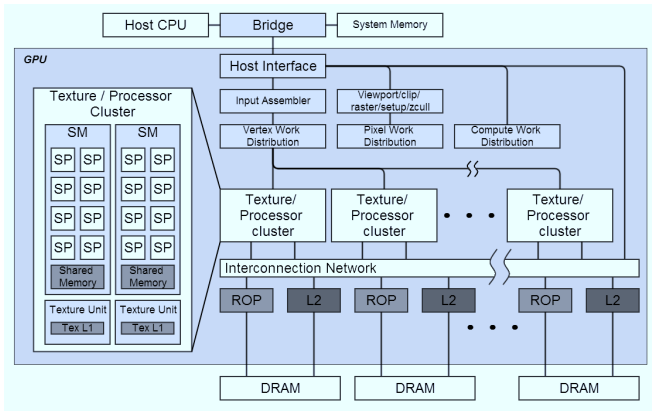 Host CPU
Bridge
System Memory
GPU
Host Interface
Texture / Processor
Cluster
SM
SM
SP SP SP SP
SP SP SP SP
SP SP SP SP
SP SP SP SP
Shared
Memory
Shared
Memory
Texture Unit
Texture Unit
Tex L1
Tex L1
Input Assembler
Viewport/clip/
raster/setup/zcull
Vertex Work
Distribution
Pixel Work
Distribution
Compute Work
Distribution
Texture/
Processor
cluster
Texture/
Processor
cluster
Texture/
Processor
cluster
Interconnection Network
ROP
L2
ROP
L2
ROP
L2
DRAM
DRAM
DRAM